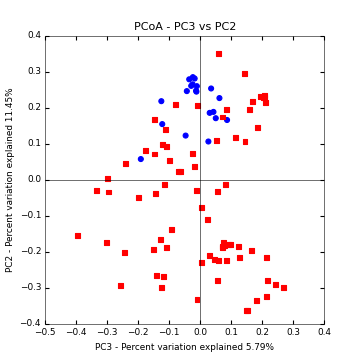 PCoA - PC3 vs PC2
0.4
0.3
0.2
0.1
0.0
−0.1
−0.2
−0.3
−0.4
PC2 - Percent variation explained 11.45%
−0.5 −0.4 −0.3 −0.2 −0.1 0.0 0.1 0.2 0.3 0.4
PC3 - Percent variation explained 5.79%